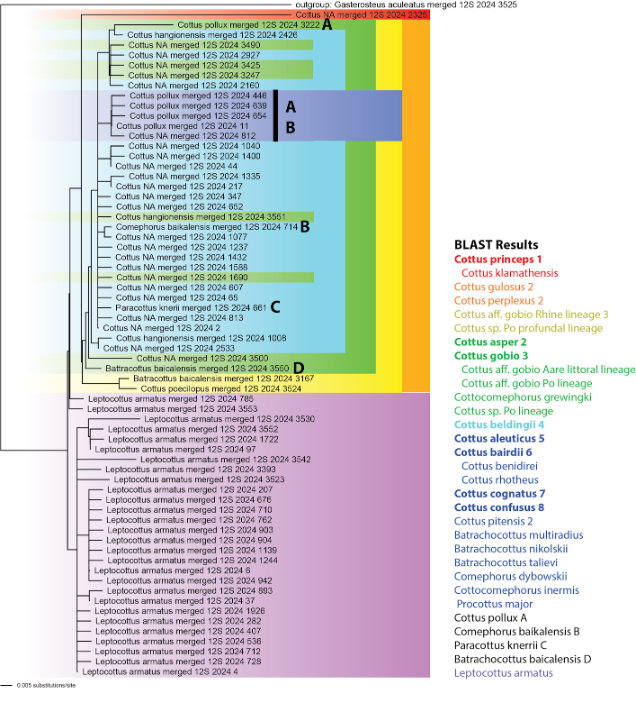 outgroup: Gasterosteus aculeatus merged 12S 2024 3525
Cottus NA merged 12S 2024 2326
Cottus pollux merged 12S 2024 3222 A
Cottus hangionensis merged 12S 2024 2426
Cottus NA merged 12S 2024 3490
Cottus NA merged 12S 2024 2927
Cottus NA merged 12S 2024 3425
Cottus NA merged 12S 2024 3247
Cottus NA merged 12S 2024 2160
Cottus pollux merged 12S 2024 446
Cottus pollux merged 12S 2024 639 A
Cottus pollux merged 12S 2024 654
Cottus pollux merged 12S 2024 11 B
Cottus NA merged 12S 2024 812
Cottus NA merged 12S 2024 1040
Cottus NA merged 12S 2024 1400
Cottus NA merged 12S 2024 44
Cottus NA merged 12S 2024 1335
Cottus NA merged 12S 2024 217
Cottus NA merged 12S 2024 347
Cottus NA merged 12S 2024 652
Cottus hangionensis merged 12S 2024 3551
Comephorus baikalensis merged 12S 2024 714 B
Cottus NA merged 12S 2024 1077
Cottus NA merged 12S 2024 1237
Cottus NA merged 12S 2024 1432
Cottus NA merged 12S 2024 1588
Cottus NA merged 12S 2024 1690
Cottus NA merged 12S 2024 607
Cottus NA merged 12S 2024 65
Paracottus knerii merged 12S 2024 661 C
Cottus NA merged 12S 2024 813
Cottus NA merged 12S 2024 2
Cottus hangionensis merged 12S 2024 1008
Cottus NA merged 12S 2024 2533
Cottus NA merged 12S 2024 3500
Battracottus baicalensis merged 12S 2024 3550 D
Batracottus baicalensis merged 12S 2024 3167
Cottus poecilopus merged 12S 2024 3524
Leptocottus armatus merged 12S 2024 785
Leptocottus armatus merged 12S 2024 3553
Leptocottus armatus merged 12S 2024 3530
Leptocottus armatus merged 12S 2024 3552
Leptocottus armatus merged 12S 2024 1722
Leptocottus armatus merged 12S 2024 97
Leptocottus armatus merged 12S 2024 3542
Leptocottus armatus merged 12S 2024 3393
Leptocottus armatus merged 12S 2024 3523
Leptocottus armatus merged 12S 2024 207
Leptocottus armatus merged 12S 2024 676
Leptocottus armatus merged 12S 2024 710
Leptocottus armatus merged 12S 2024 762
Leptocottus armatus merged 12S 2024 903
Leptocottus armatus merged 12S 2024 904
Leptocottus armatus merged 12S 2024 1139
Leptocottus armatus merged 12S 2024 1244
Leptocottus armatus merged 12S 2024 6
Leptocottus armatus merged 12S 2024 942
Leptocottus armatus merged 12S 2024 893
Leptocottus armatus merged 12S 2024 37
Leptocottus armatus merged 12S 2024 1926
Leptocottus armatus merged 12S 2024 282
Leptocottus armatus merged 12S 2024 407
Leptocottus armatus merged 12S 2024 536
Leptocottus armatus merged 12S 2024 712
Leptocottus armatus merged 12S 2024 728
Leptocottus armatus merged 12S 2024 4
0.005 substitutions/site
BLAST Results
Cottus princeps 1
Cottus klamathensis
Cottus gulosus 2
Cottus perplexus 2
Cottus aff. gobio Rhine lineage 3
Cottus sp. Po profundal lineage
Cottus asper 2
Cottus gobio 3
Cottus aff. gobio Aare littoral lineage
Cottus aff. gobio Po lineage
Cottocomephorus grewingki
Cottus sp. Po lineage
Cottus beldingii 4
Cottus aleuticus 5
Cottus bairdii 6
Cottus benidirei
Cottus rhotheus
Cottus cognatus 7
Cottus confusus 8
Cottus pitensis 2
Batrachocottus multiradius
Batrachocottus nikolskii
Batrachocottus talievi
Comephorus dybowskii
Cottocomephorus inermis
Procottus major
Cottus pollux A
Comephorus baikalensis B
Paracottus knerrii C
Batrachocottus baicalensis D
Leptocottus armatus